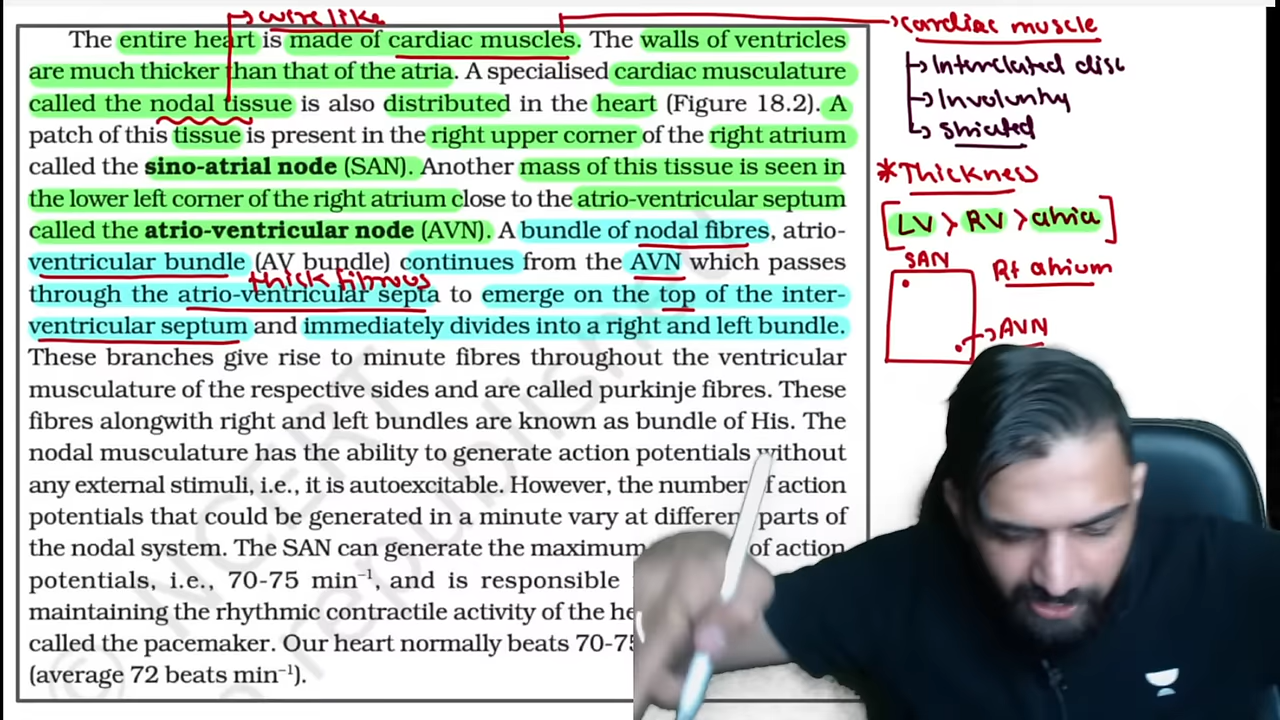 wire like
The entire heart is made of cardiac muscles. The walls of ventricles
are much thicker than that of the atria. A specialised cardiac musculature
called the nodal tissue is also distributed in the heart (Figure 18.2). A
patch of this tissue is present in the right upper corner of the right atrium
called the sino-atrial node (SAN). Another mass of this tissue is seen in
the lower left corner of the right atrium close to the atrio-ventricular septum
called the atrio-ventricular node (AVN). A bundle of nodal fibres, atrio-
ventricular bundle (AV bundle) continues from the AVN which passes
thick fibrous
through the atrio-ventricular septa to emerge on the top of the inter-
ventricular septum and immediately divides into a right and left bundle.
These branches give rise to minute fibres throughout the ventricular
musculature of the respective sides and are called purkinje fibres. These
fibres alongwith right and left bundles are known as bundle of His. The
nodal musculature has the ability to generate action potentials without
any external stimuli, i.e., it is autoexcitable. However, the number of action
potentials that could be generated in a minute vary at different parts of
the nodal system. The SAN can generate the maximum of action
potentials, i.e., 70-75 min⁻¹, and is responsible
maintaining the rhythmic contractile activity of the he
called the pacemaker. Our heart normally beats 70-75
(average 72 beats min⁻¹).
cardiac muscle
Interclated disc
Involuntry
Striated
*Thickness
[LV > RV > atria]
SAN
Rt atrium
AVN
© NCERT